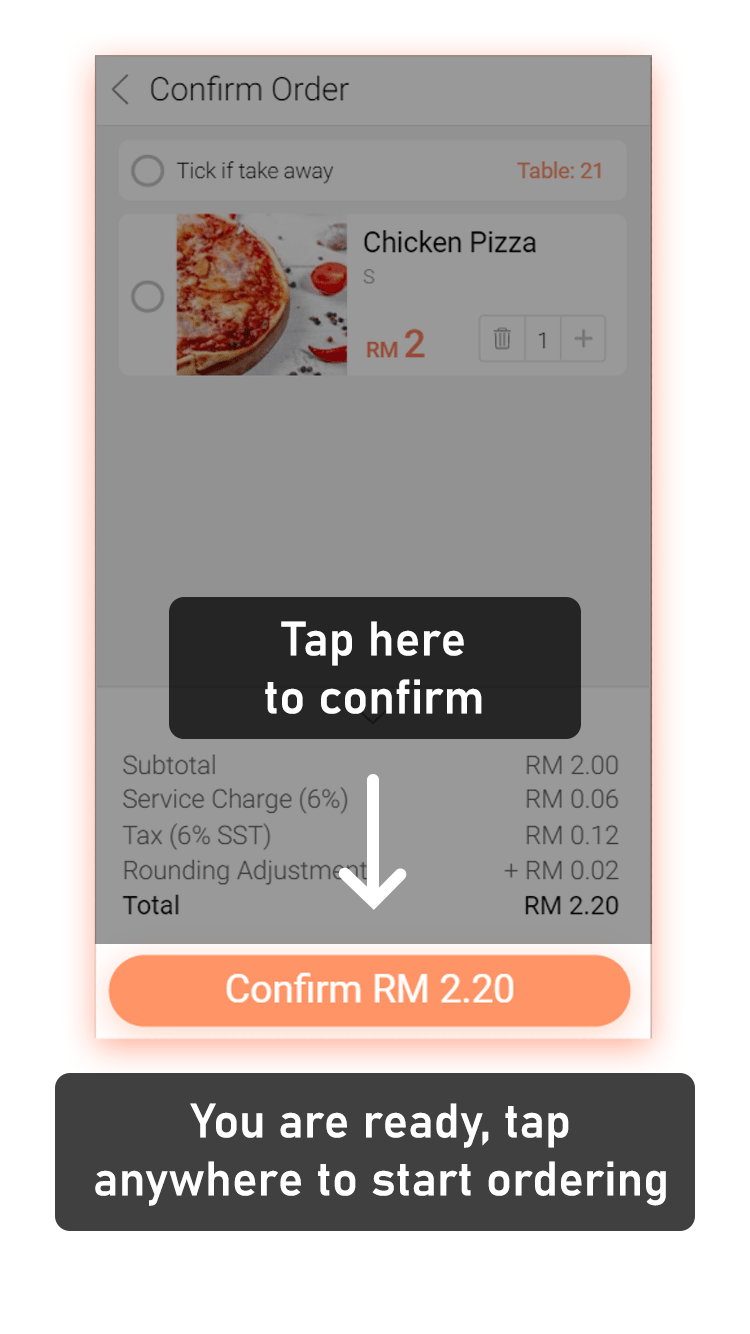 Confirm Order
Tick if take away Table: 21
Chicken Pizza
S
RM 2 1 +
Tap here
to confirm
Subtotal RM 2.00
Service Charge (6%) RM 0.06
Tax (6% SST) RM 0.12
Rounding Adjustment + RM 0.02
Total RM 2.20
Confirm RM 2.20
You are ready, tap
anywhere to start ordering